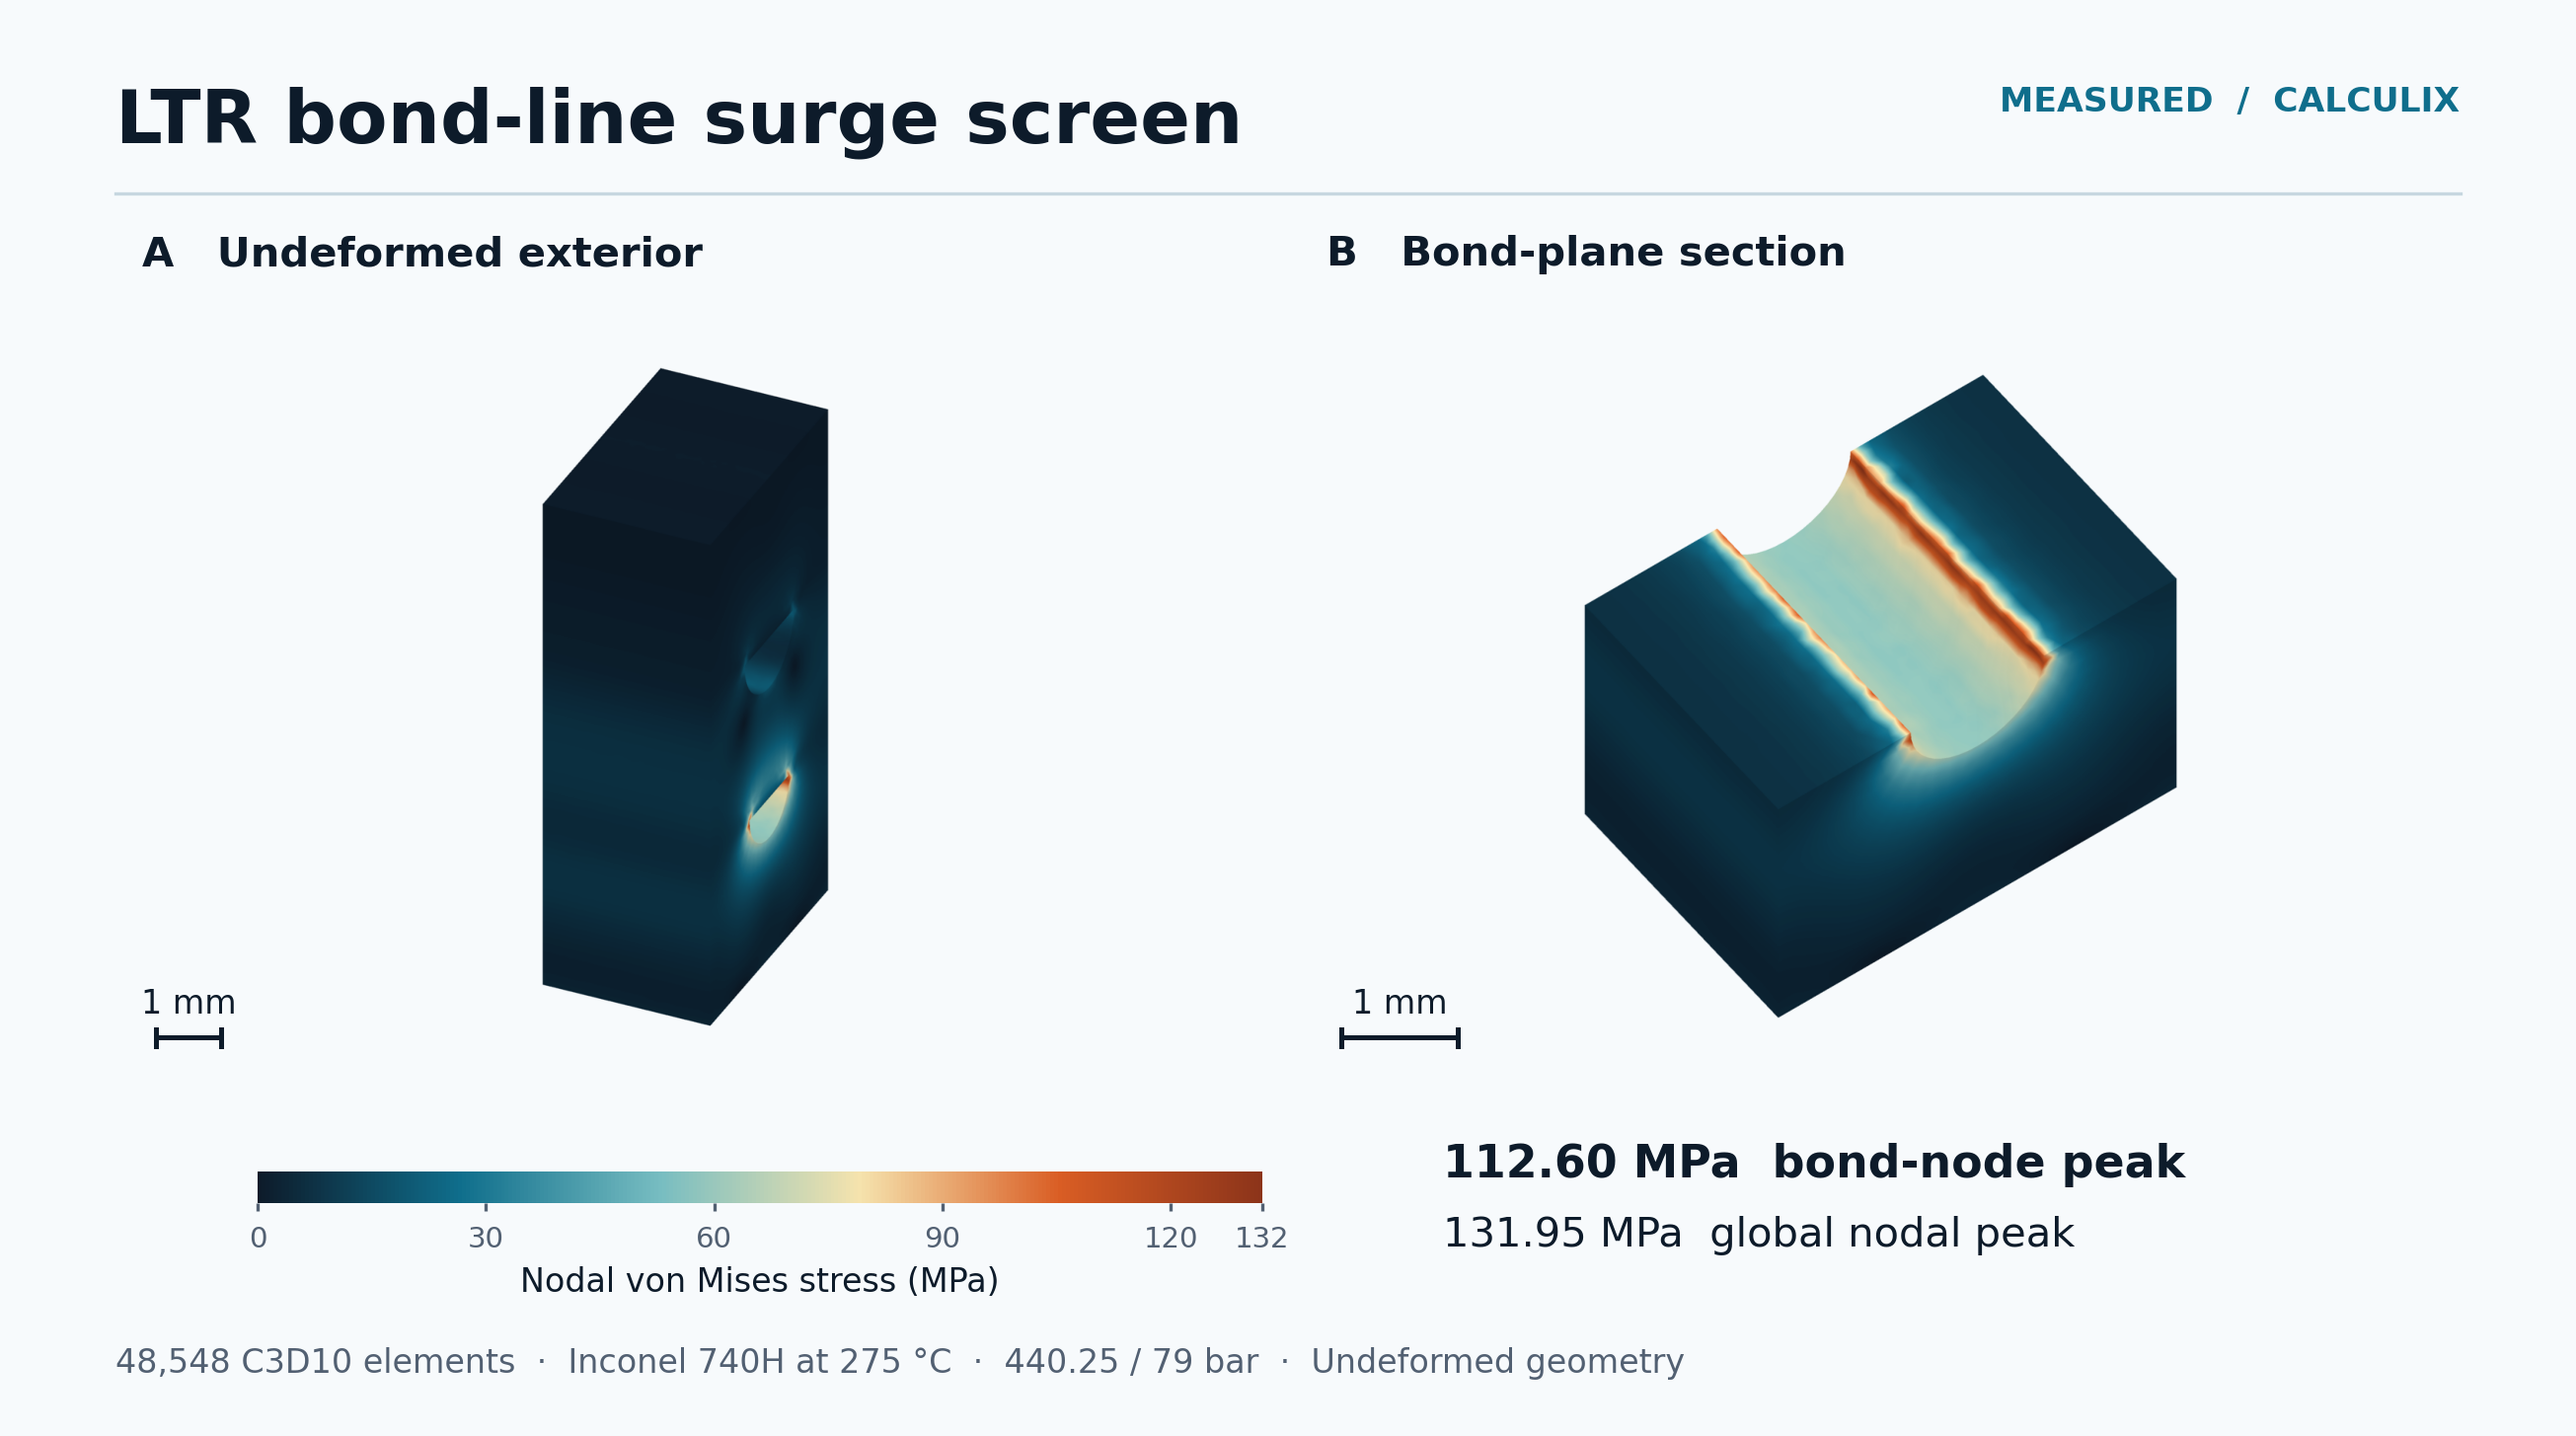 LTR bond-line surge screen
MEASURED / CALCULIX
A Undeformed exterior
B Bond-plane section
1 mm
1 mm
112.60 MPa bond-node peak
131.95 MPa global nodal peak
0 30 60 90 120 132
Nodal von Mises stress (MPa)
48,548 C3D10 elements · Inconel 740H at 275 °C · 440.25 / 79 bar · Undeformed geometry